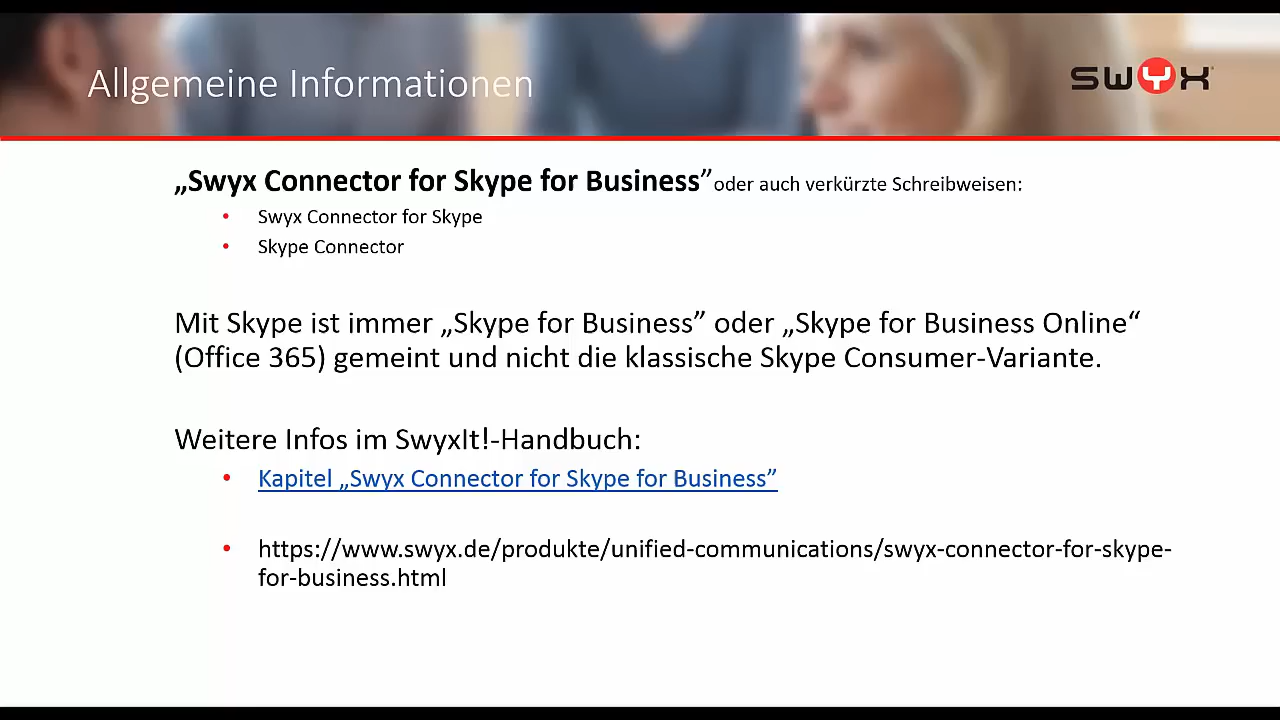 Allgemeine Informationen
swyx
„Swyx Connector for Skype for Business” oder auch verkürzte Schreibweisen:
• Swyx Connector for Skype
• Skype Connector
Mit Skype ist immer „Skype for Business” oder „Skype for Business Online“
(Office 365) gemeint und nicht die klassische Skype Consumer-Variante.
Weitere Infos im SwyxIt!-Handbuch:
• Kapitel „Swyx Connector for Skype for Business”
• https://www.swyx.de/produkte/unified-communications/swyx-connector-for-skype-
for-business.html